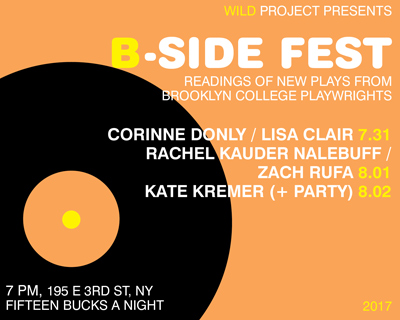 WILD PROJECT PRESENTS
B-SIDE FEST
READINGS OF NEW PLAYS FROM
BROOKLYN COLLEGE PLAYWRIGHTS
CORINNE DONLY / LISA CLAIR 7.31
RACHEL KAUDER NALEBUFF /
ZACH RUFA 8.01
KATE KREMER (+ PARTY) 8.02
7 PM, 195 E 3RD ST, NY
FIFTEEN BUCKS A NIGHT
2017